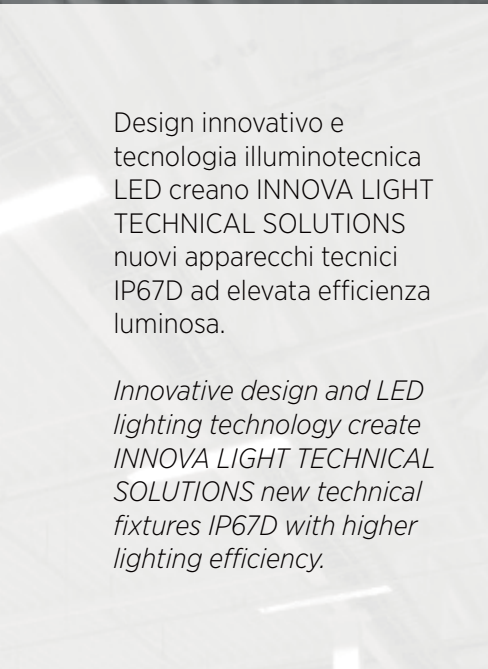 Design innovativo e
tecnologia illuminotecnica
LED creano INNOVA LIGHT
TECHNICAL SOLUTIONS
nuovi apparecchi tecnici
IP67D ad elevata efficienza
luminosa.
Innovative design and LED
lighting technology create
INNOVA LIGHT TECHNICAL
SOLUTIONS new technical
fixtures IP67D with higher
lighting efficiency.